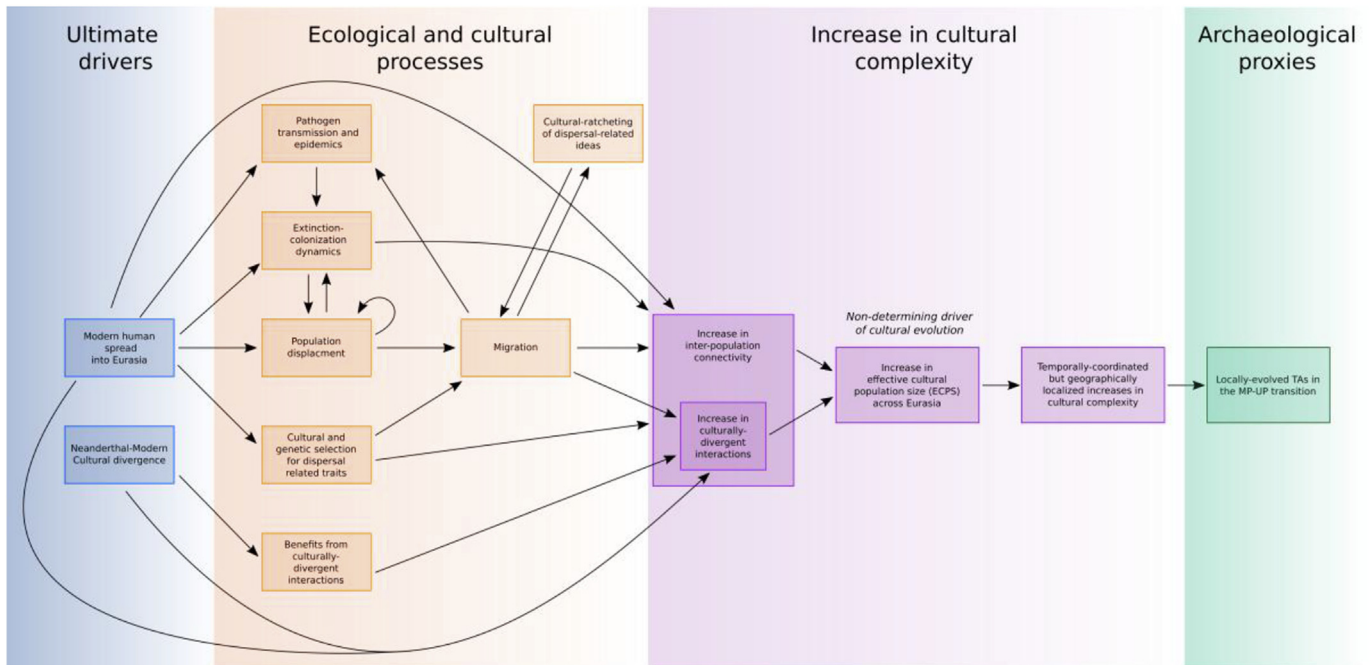 Ultimate
drivers
Ecological and cultural
processes
Increase in cultural
complexity
Archaeological
proxies
Pathogen
transmission and
epidemics
Cultural-ratcheting
of dispersal-related
ideas
Extinction-
colonization
dynamics
Modern human
spread
into Eurasia
Population
displacment
Migration
Increase in
inter-population
connectivity
Non-determining driver
of cultural evolution
Increase in
effective cultural
population size (ECPS)
across Eurasia
Temporally-coordinated
but geographically
localized increases in
cultural complexity
Locally-evolved TAs in
the MP-UP transition
Neanderthal-Modern
Cultural divergence
Cultural and
genetic selection
for dispersal
related traits
Increase in
culturally-
divergent
interactions
Benefits from
culturally-
divergent
interactions